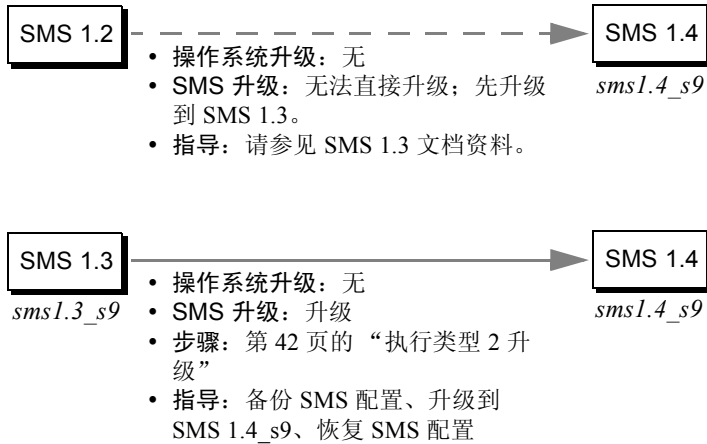 SMS 1.2
SMS 1.4
sms1.4_s9
• 操作系统升级：无
• SMS 升级：无法直接升级；先升级
到 SMS 1.3。
• 指导：请参见 SMS 1.3 文档资料。
SMS 1.3
sms1.3_s9
SMS 1.4
sms1.4_s9
• 操作系统升级：无
• SMS 升级：升级
• 步骤：第 42 页的 “执行类型 2 升
级”
• 指导：备份 SMS 配置、升级到
SMS 1.4_s9、恢复 SMS 配置